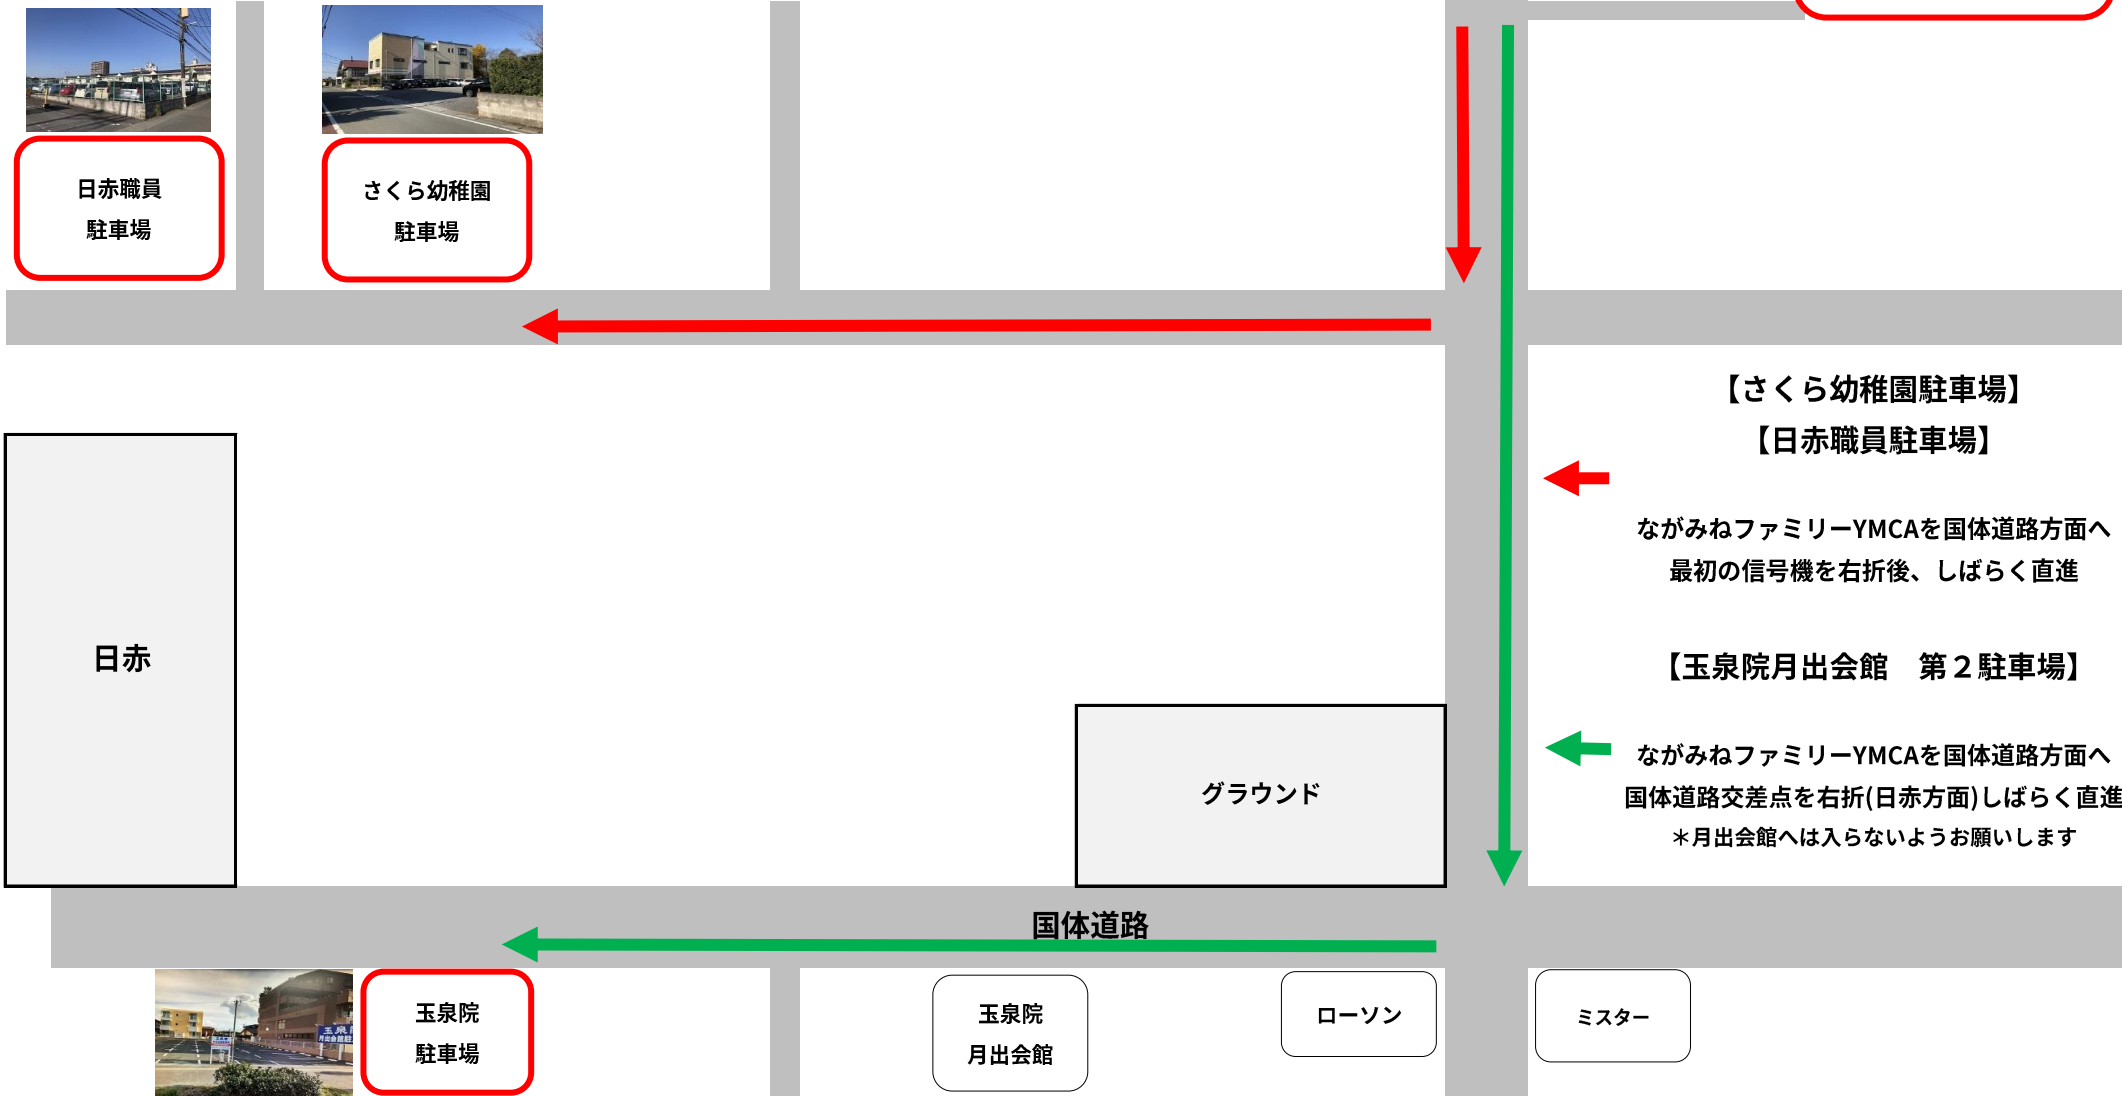 日赤職員
駐車場
さくら幼稚園
駐車場
【さくら幼稚園駐車場】
【日赤職員駐車場】
ながみねファミリーYMCAを国体道路方面へ
最初の信号機を右折後、しばらく直進
【玉泉院月出会館　第２駐車場】
ながみねファミリーYMCAを国体道路方面へ
国体道路交差点を右折(日赤方面)しばらく直進
＊月出会館へは入らないようお願いします
日赤
グラウンド
国体道路
玉泉院
駐車場
玉泉院
月出会館
ローソン
ミスター